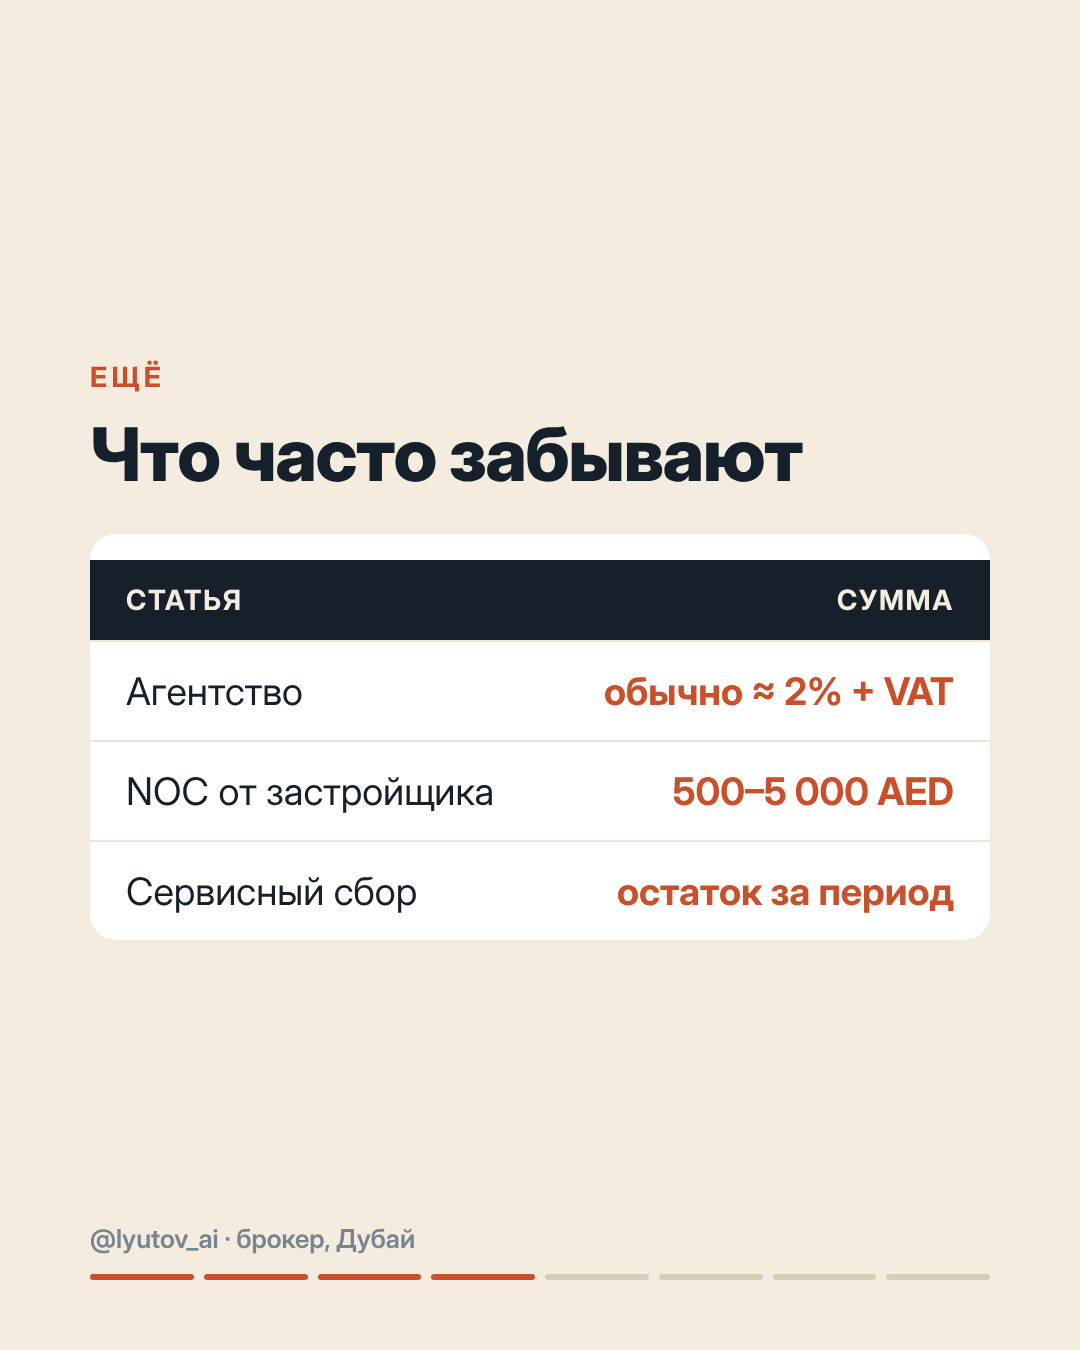 ЕЩЁ
Что часто забывают
СТАТЬЯ СУММА
Агентство обычно ≈ 2% + VAT
NOC от застройщика 500–5 000 AED
Сервисный сбор остаток за период
@lyutov_ai · брокер, Дубай